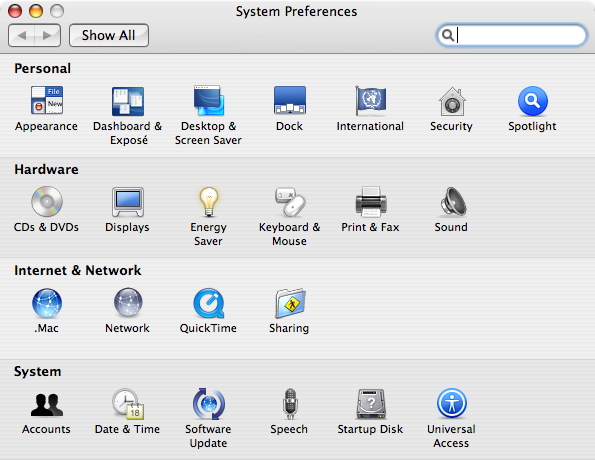 System Preferences
Show All
Personal
File
New
Appearance
Dashboard &
Exposé
Desktop &
Screen Saver
Dock
International
Security
Spotlight
Hardware
CDs & DVDs
Displays
Energy
Saver
Keyboard &
Mouse
Print & Fax
Sound
Internet & Network
.Mac
Network
QuickTime
Sharing
System
Accounts
18
Date & Time
Software
Update
Speech
?
Startup Disk
Universal
Access